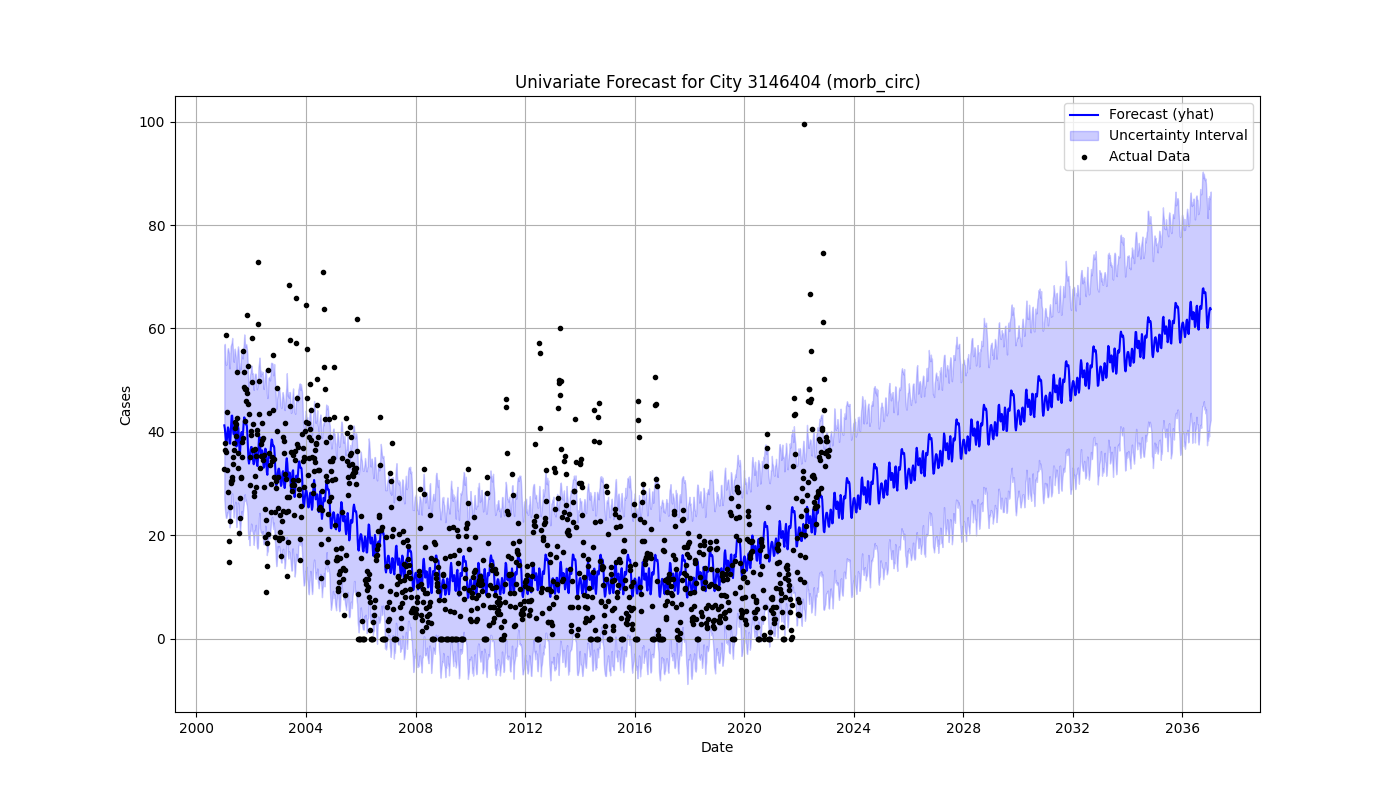 Univariate Forecast for City 3146404 (morb_circ)
Forecast (yhat)
Uncertainty Interval
Actual Data
Cases
100
80
60
40
20
0
2000 2004 2008 2012 2016 2020 2024 2028 2032 2036
Date